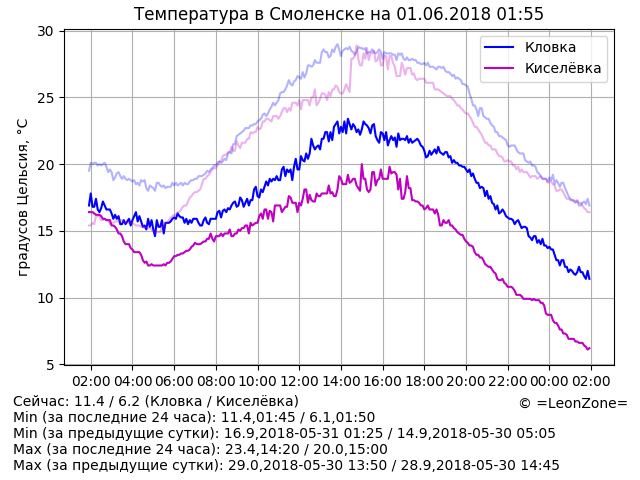 Температура в Смоленске на 01.06.2018 01:55
30
25
20
15
10
5
градусов Цельсия, °C
Кловка
Киселёвка
02:00 04:00 06:00 08:00 10:00 12:00 14:00 16:00 18:00 20:00 22:00 00:00 02:00
Сейчас: 11.4 / 6.2 (Кловка / Киселёвка)
© =LeonZone=
Min (за последние 24 часа): 11.4,01:45 / 6.1,01:50
Min (за предыдущие сутки): 16.9,2018-05-31 01:25 / 14.9,2018-05-30 05:05
Max (за последние 24 часа): 23.4,14:20 / 20.0,15:00
Max (за предыдущие сутки): 29.0,2018-05-30 13:50 / 28.9,2018-05-30 14:45